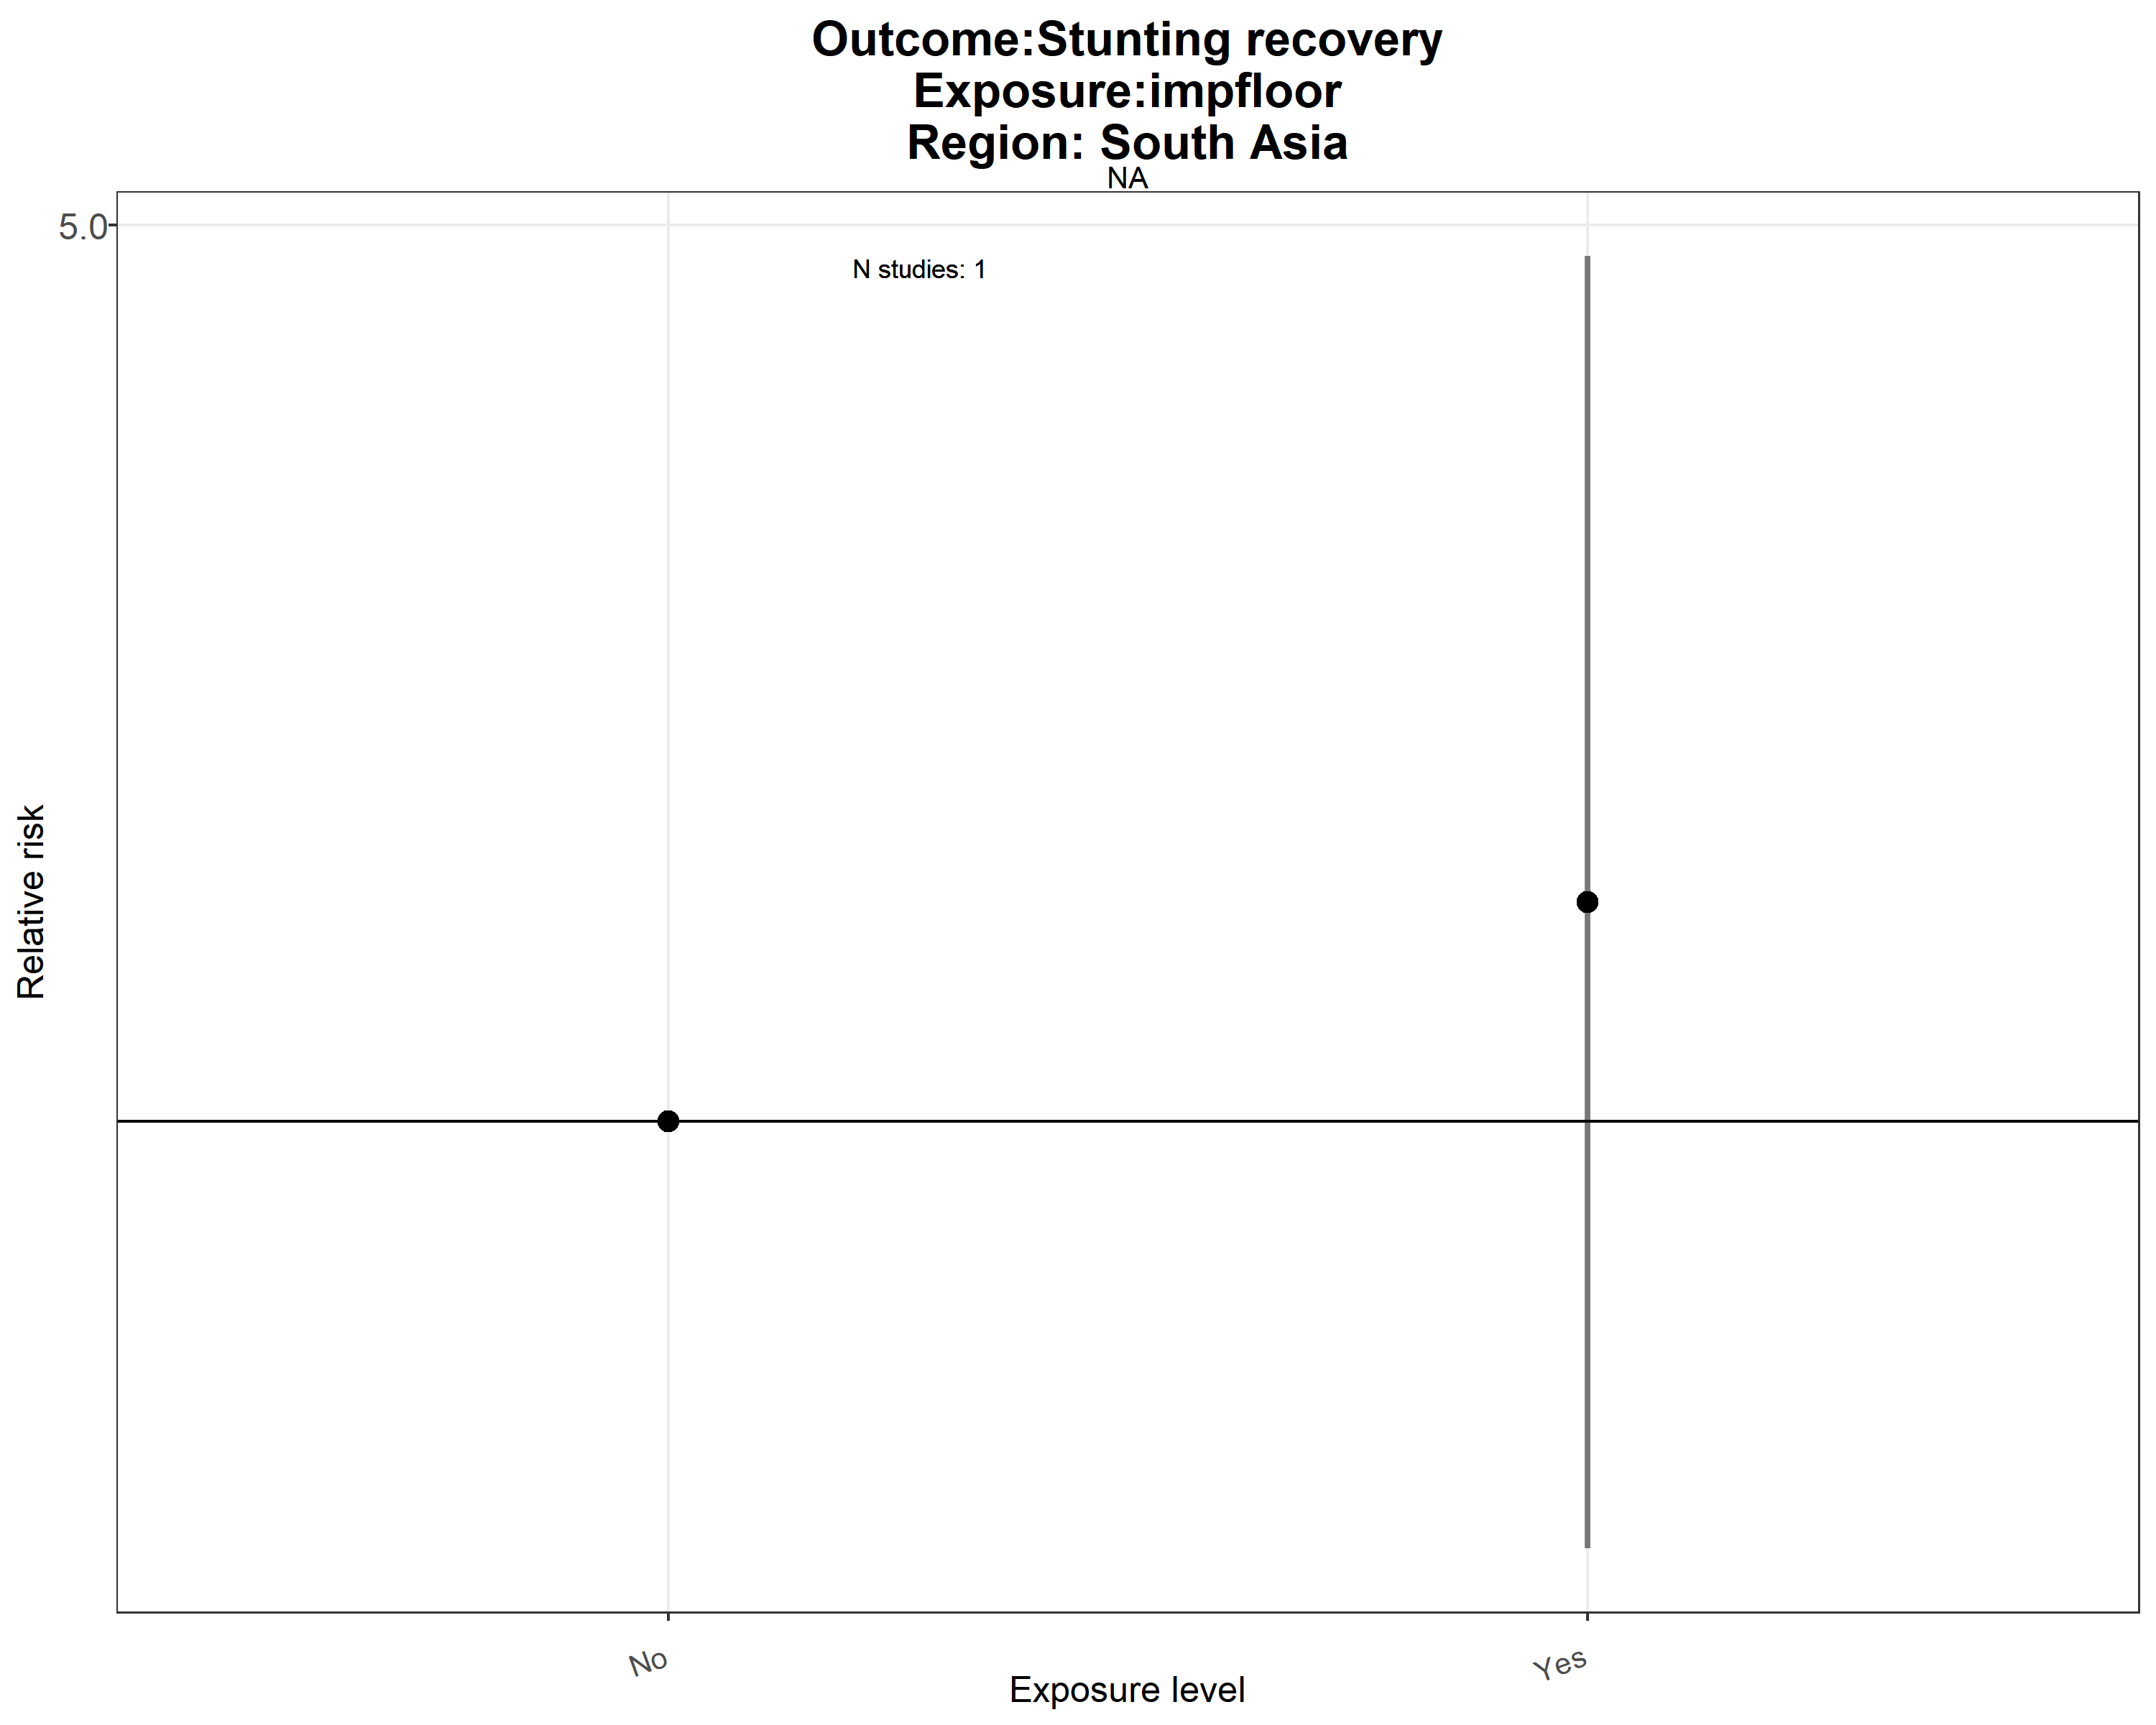 Outcome:Stunting recovery
Exposure:impfloor
Region: South Asia
NA
5.0
N studies: 1
Relative risk
No
Yes
Exposure level